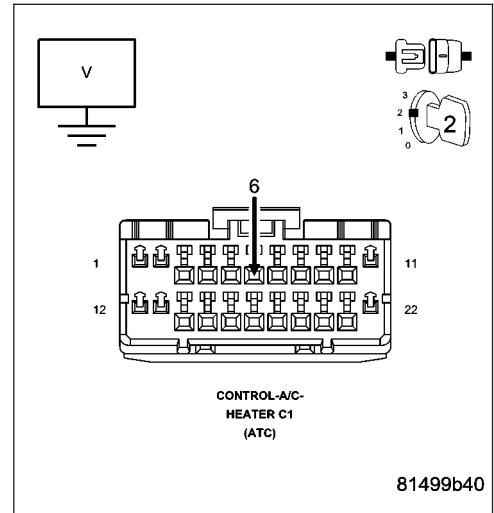 V
3
2
1
0
2
6
1
11
12
22
CONTROL-A/C-
HEATER C1
(ATC)
81499b40